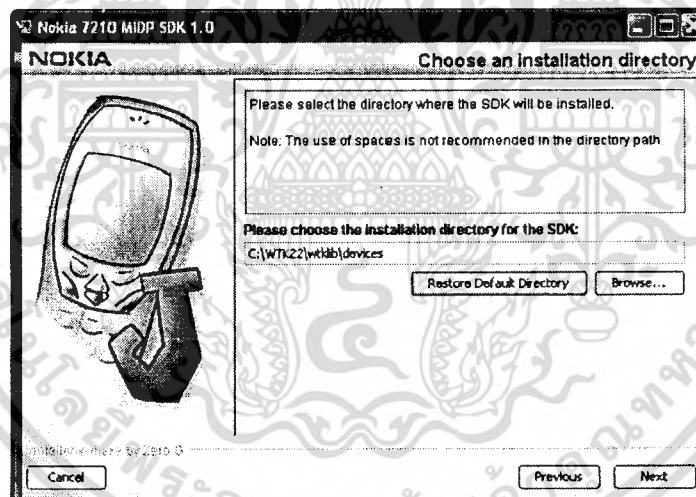 Nokia 7210 MIDP SDK 1.0
NOKIA
Choose an installation directory
Please select the directory where the SDK will be installed.
Note: The use of spaces is not recommended in the directory path
Please choose the installation directory for the SDK:
C:\WTK22\wtklib\devices
Restore Default Directory
Browse...
by Zero G
Cancel
Previous
Next